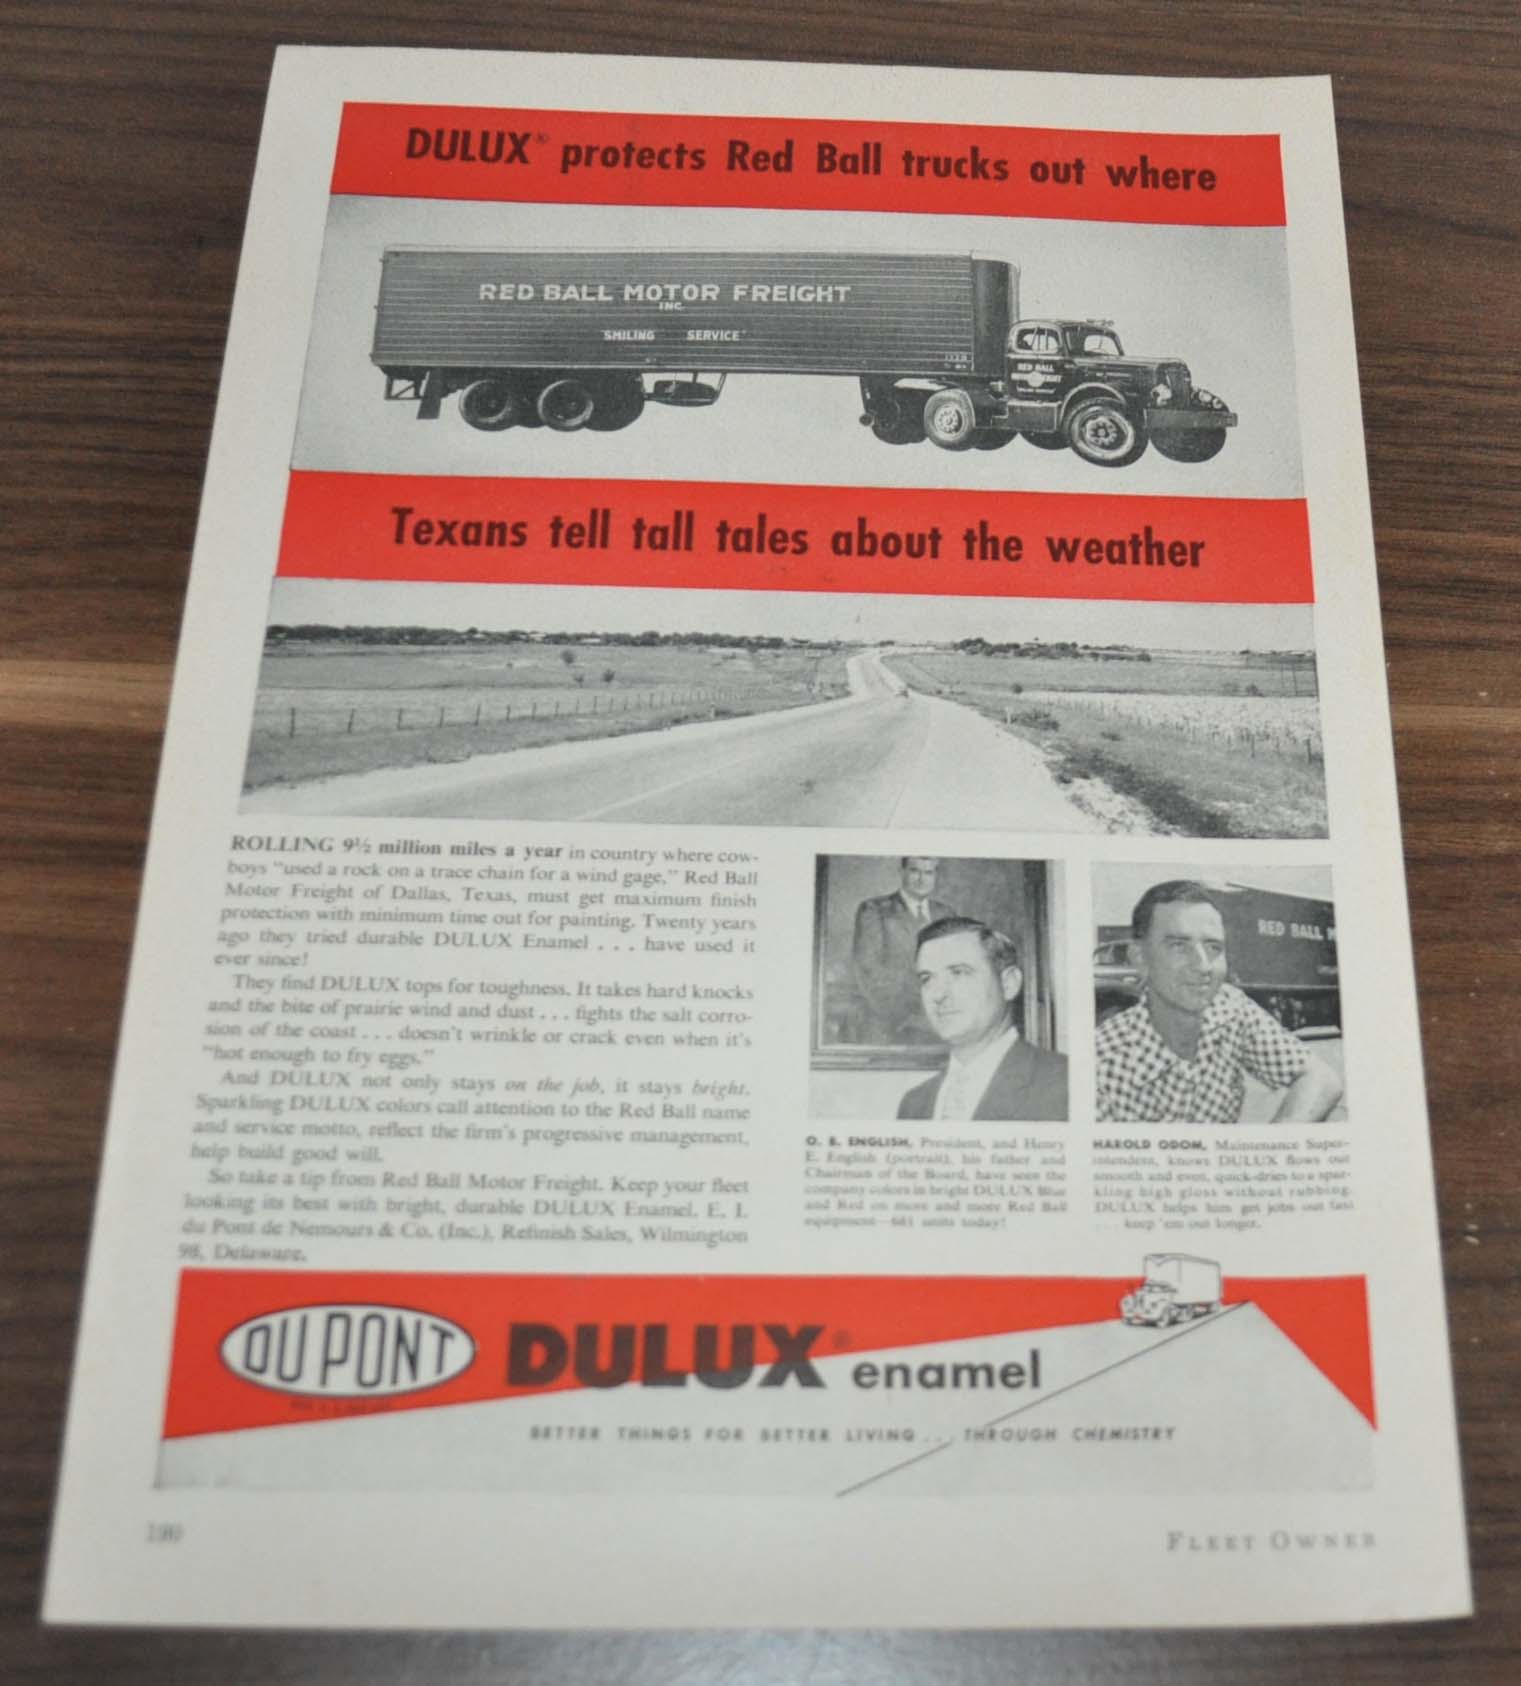 DULUX® protects Red Ball trucks out where
RED BALL MOTOR FREIGHT
INC.
"SMILING SERVICE"
RED BALL
MOTOR FREIGHT
Texans tell tall tales about the weather
ROLLING 9½ million miles a year in country where cow-
boys "used a rock on a trace chain for a wind gage," Red Ball
Motor Freight of Dallas, Texas, must get maximum finish
protection with minimum time out for painting. Twenty years
ago they tried durable DULUX Enamel . . . have used it
ever since!
They find DULUX tops for toughness. It takes hard knocks
and the bite of prairie wind and dust . . . fights the salt corro-
sion of the coast . . . doesn't wrinkle or crack even when it's
"hot enough to fry eggs."
And DULUX not only stays on the job, it stays bright.
Sparkling DULUX colors call attention to the Red Ball name
and service motto, reflect the firm's progressive management,
help build good will.
So take a tip from Red Ball Motor Freight. Keep your fleet
looking its best with bright, durable DULUX Enamel. E. I.
du Pont de Nemours & Co. (Inc.), Refinish Sales, Wilmington
98, Delaware.
RED BALL M
O. B. ENGLISH, President, and Henry
E. English (portrait), his father and
Chairman of the Board, have seen the
company colors in bright DULUX Blue
and Red on more and more Red Ball
equipment—681 units today!
HAROLD ODOM, Maintenance Super-
intendent, knows DULUX flows out
smooth and even, quick-dries to a spar-
kling high gloss without rubbing.
DULUX helps him get jobs out fast
. . . keep 'em out longer.
DU PONT
DULUX® enamel
BETTER THINGS FOR BETTER LIVING . . . THROUGH CHEMISTRY
FLEET OWNER